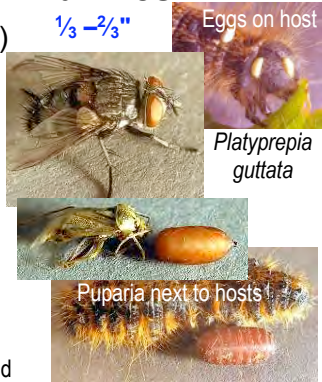 )
⅓ –⅔"
Eggs on host
Platyprepia
guttata
Puparia next to hosts
d